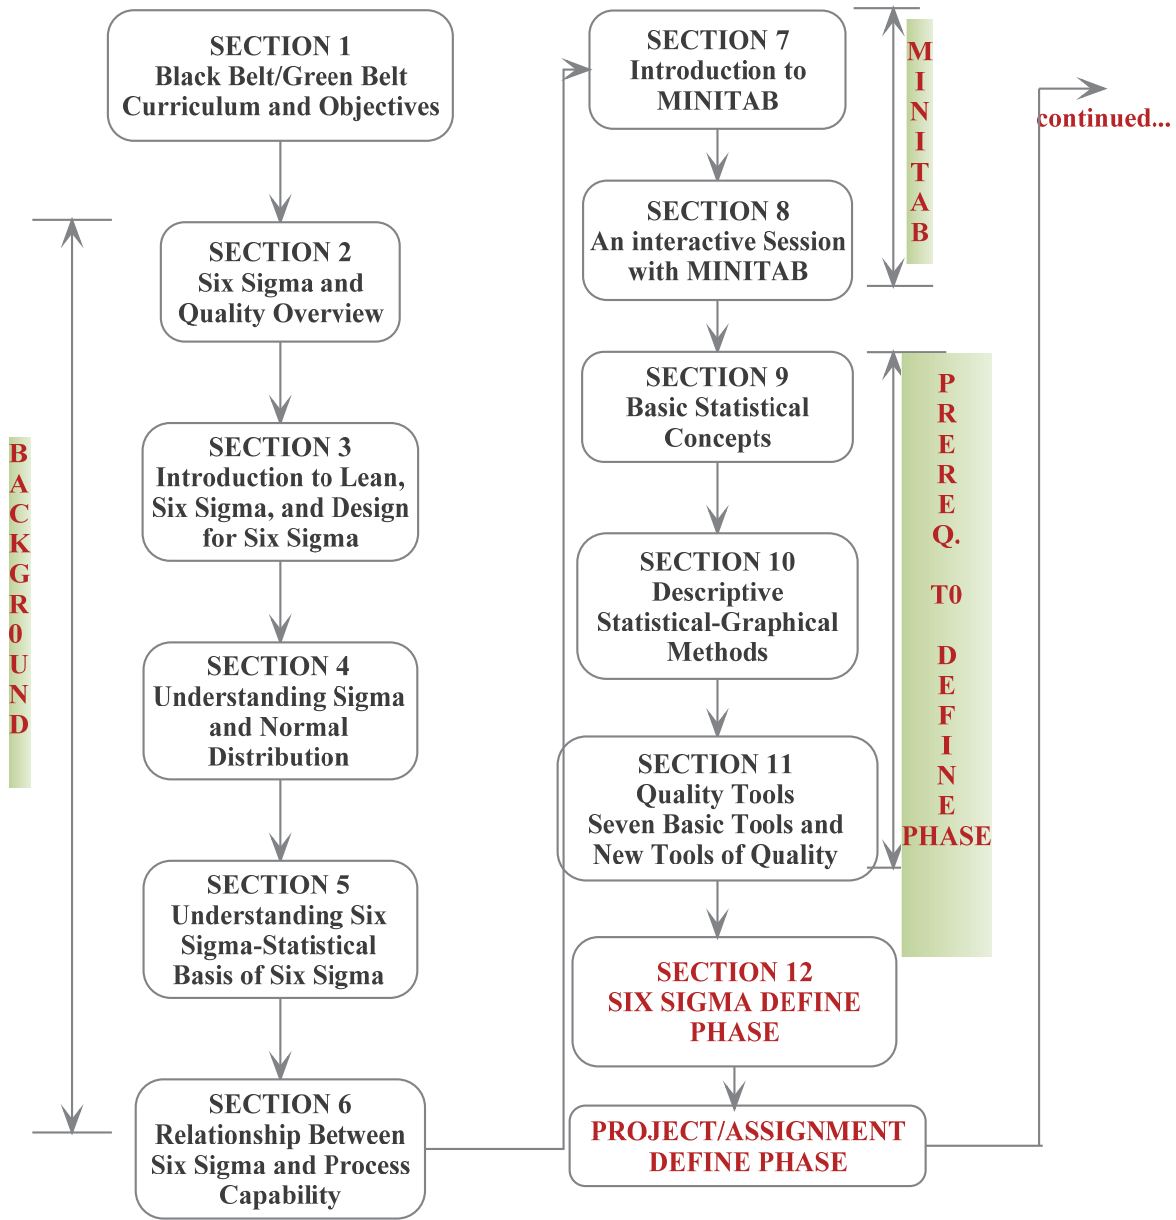 SECTION 1
Black Belt/Green Belt
Curriculum and Objectives
SECTION 2
Six Sigma and
Quality Overview
SECTION 3
Introduction to Lean,
Six Sigma, and Design
for Six Sigma
SECTION 4
Understanding Sigma
and Normal
Distribution
SECTION 5
Understanding Six
Sigma-Statistical
Basis of Six Sigma
SECTION 6
Relationship Between
Six Sigma and Process
Capability
B
A
C
K
G
R
0
U
N
D
SECTION 7
Introduction to
MINITAB
SECTION 8
An interactive Session
with MINITAB
SECTION 9
Basic Statistical
Concepts
SECTION 10
Descriptive
Statistical-Graphical
Methods
SECTION 11
Quality Tools
Seven Basic Tools and
New Tools of Quality
SECTION 12
SIX SIGMA DEFINE
PHASE
PROJECT/ASSIGNMENT
DEFINE PHASE
M
I
N
I
T
A
B
P
R
E
R
E
Q.
T0
D
E
F
I
N
E
PHASE
continued...